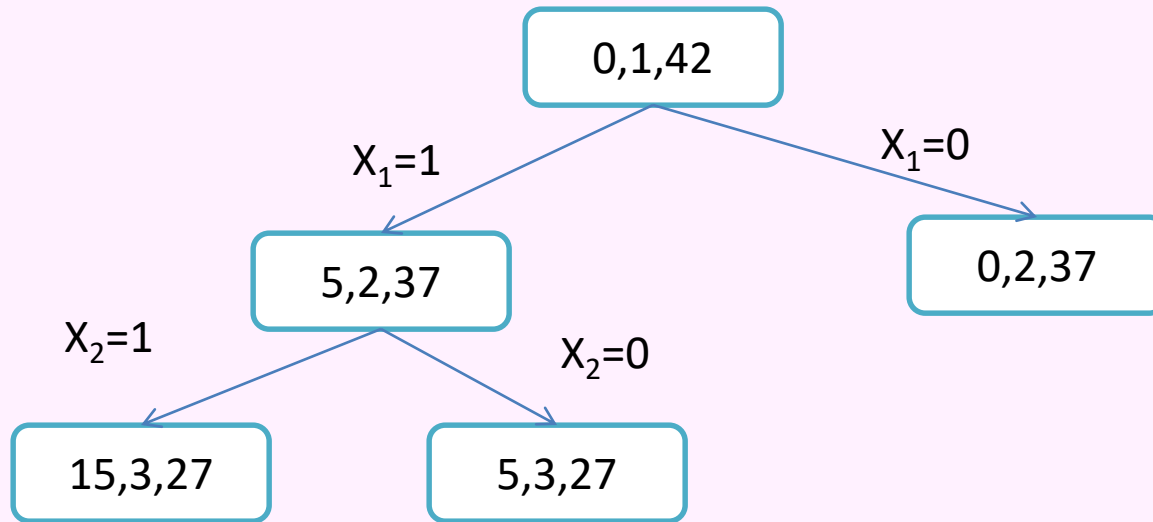 0,1,42
X₁=1
X₁=0
5,2,37
0,2,37
X₂=1
X₂=0
15,3,27
5,3,27